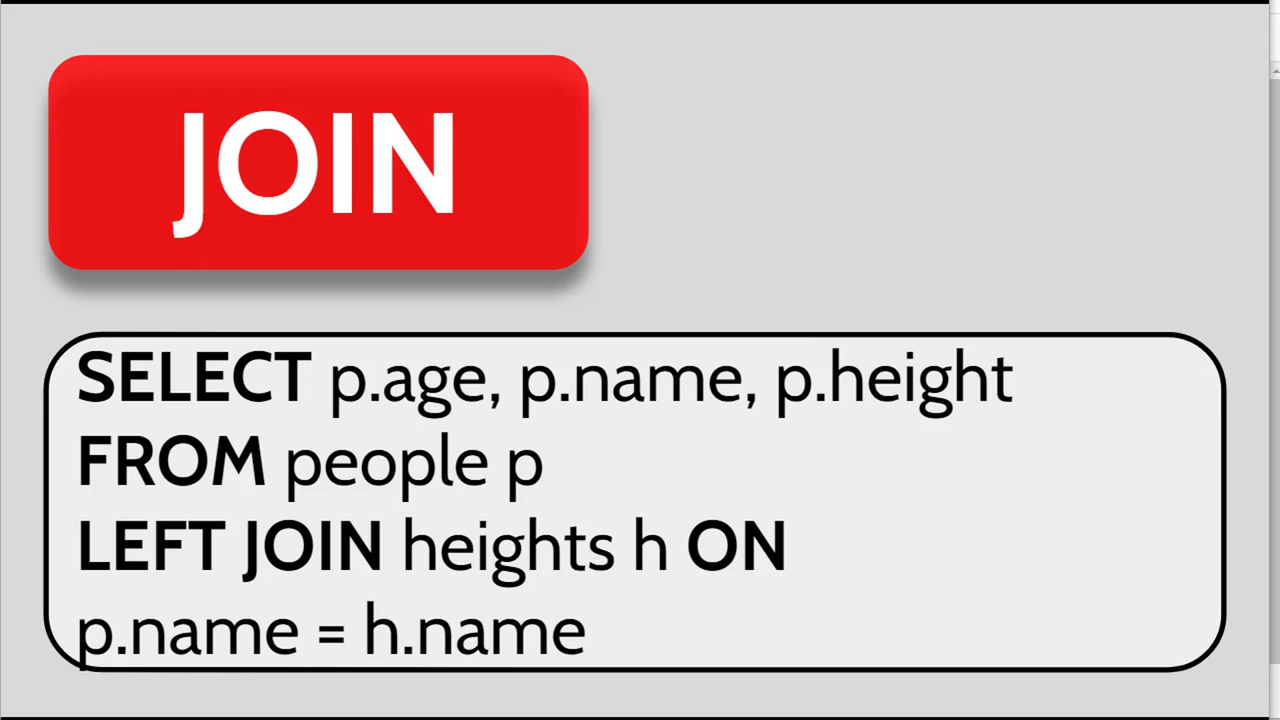 JOIN
SELECT p.age, p.name, p.height
FROM people p
LEFT JOIN heights h ON
p.name = h.name